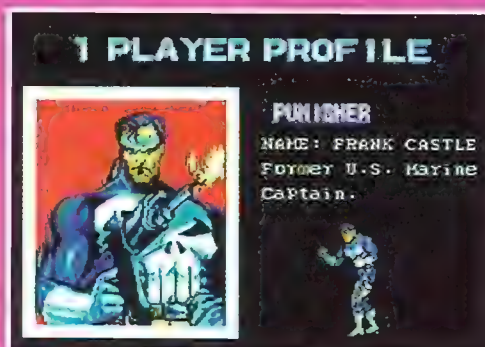 1 PLAYER PROFILE
PUNISHER
NAME: FRANK CASTLE
Former U.S. Marine
Captain.